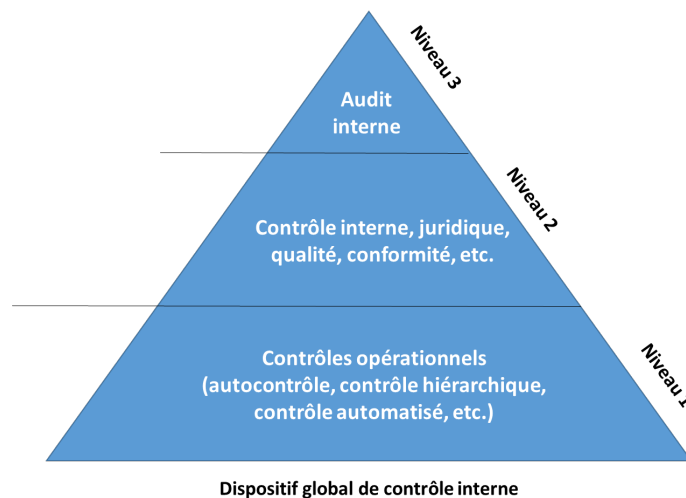 Niveau 3
Audit
interne
Niveau 2
Contrôle interne, juridique,
qualité, conformité, etc.
Niveau 1
Contrôles opérationnels
(autocontrôle, contrôle hiérarchique,
contrôle automatisé, etc.)
Dispositif global de contrôle interne